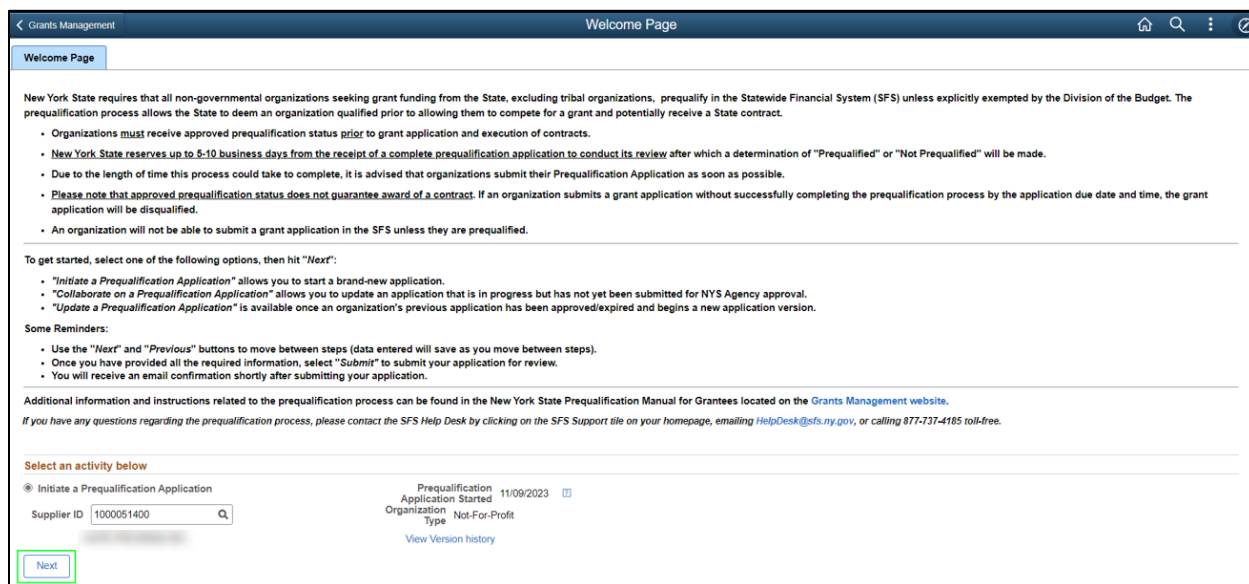 Grants Management
Welcome Page
Welcome Page
New York State requires that all non-governmental organizations seeking grant funding from the State, excluding tribal organizations, prequalify in the Statewide Financial System (SFS) unless explicitly exempted by the Division of the Budget. The
prequalification process allows the State to deem an organization qualified prior to allowing them to compete for a grant and potentially receive a State contract.
• Organizations must receive approved prequalification status prior to grant application and execution of contracts.
• New York State reserves up to 5-10 business days from the receipt of a complete prequalification application to conduct its review after which a determination of "Prequalified" or "Not Prequalified" will be made.
• Due to the length of time this process could take to complete, it is advised that organizations submit their Prequalification Application as soon as possible.
• Please note that approved prequalification status does not guarantee award of a contract. If an organization submits a grant application without successfully completing the prequalification process by the application due date and time, the grant
application will be disqualified.
• An organization will not be able to submit a grant application in the SFS unless they are prequalified.
To get started, select one of the following options, then hit "Next":
• "Initiate a Prequalification Application" allows you to start a brand-new application.
• "Collaborate on a Prequalification Application" allows you to update an application that is in progress but has not yet been submitted for NYS Agency approval.
• "Update a Prequalification Application" is available once an organization's previous application has been approved/expired and begins a new application version.
Some Reminders:
• Use the "Next" and "Previous" buttons to move between steps (data entered will save as you move between steps).
• Once you have provided all the required information, select "Submit" to submit your application for review.
• You will receive an email confirmation shortly after submitting your application.
Additional information and instructions related to the prequalification process can be found in the New York State Prequalification Manual for Grantees located on the Grants Management website.
If you have any questions regarding the prequalification process, please contact the SFS Help Desk by clicking on the SFS Support tile on your homepage, emailing HelpDesk@sfs.ny.gov, or calling 877-737-4185 toll-free.
Select an activity below
Initiate a Prequalification Application
Supplier ID 1000051400
Prequalification
Application Started 11/09/2023
Organization
Type Not-For-Profit
View Version history
Next